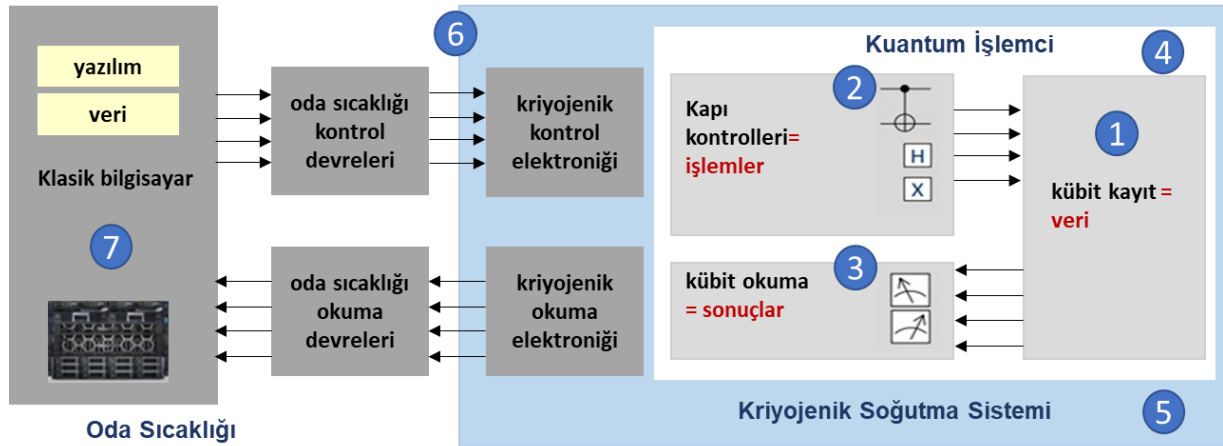 yazılım
veri
Klasik bilgisayar
7
Oda Sıcaklığı
oda sıcaklığı
kontrol
devreleri
oda sıcaklığı
okuma
devreleri
6
kriyojenik
kontrol
elektroniği
kriyojenik
okuma
elektroniği
Kuantum İşlemci
4
2
Kapı
kontrolleri=
işlemler
H
X
1
kübit kayıt =
veri
3
kübit okuma
= sonuçlar
Kriyojenik Soğutma Sistemi
5